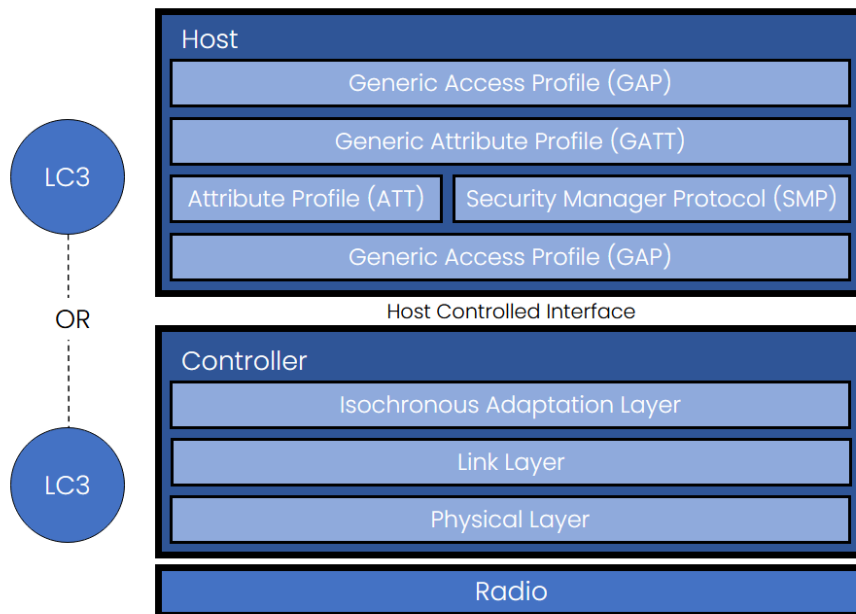 Host
Generic Access Profile (GAP)
Generic Attribute Profile (GATT)
LC3
Attribute Profile (ATT)
Security Manager Protocol (SMP)
Generic Access Profile (GAP)
OR
Host Controlled Interface
Controller
Isochronous Adaptation Layer
Link Layer
LC3
Physical Layer
Radio